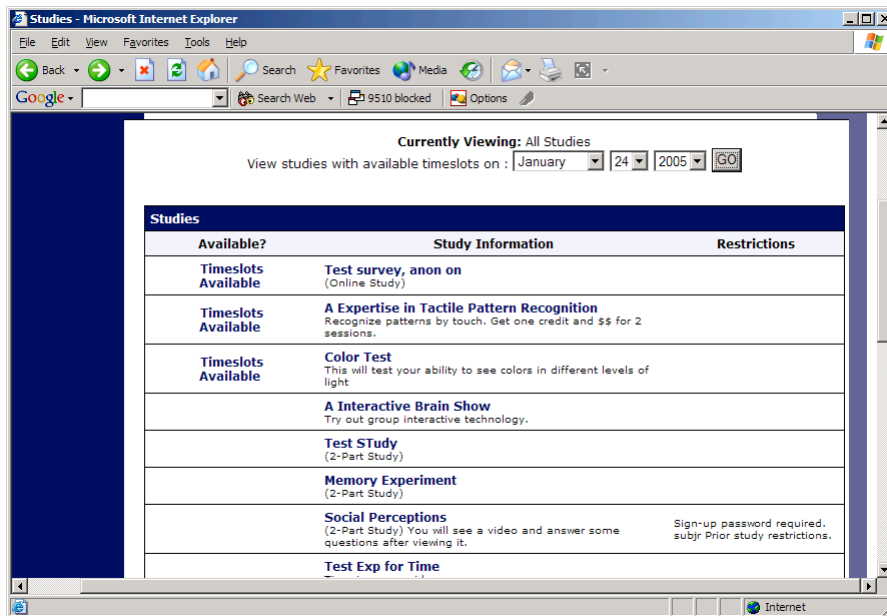 Studies - Microsoft Internet Explorer
File Edit View Favorites Tools Help
Back Search Favorites Media
Google Search Web 9510 blocked Options
Currently Viewing: All Studies
View studies with available timeslots on : January 24 2005 GO
Studies
Available? Study Information Restrictions
Timeslots
Available
Test survey, anon on
(Online Study)
Timeslots
Available
A Expertise in Tactile Pattern Recognition
Recognize patterns by touch. Get one credit and $$ for 2
sessions.
Timeslots
Available
Color Test
This will test your ability to see colors in different levels of
light
A Interactive Brain Show
Try out group interactive technology.
Test STudy
(2-Part Study)
Memory Experiment
(2-Part Study)
Social Perceptions
(2-Part Study) You will see a video and answer some
questions after viewing it.
Sign-up password required.
subjr Prior study restrictions.
Test Exp for Time
Internet